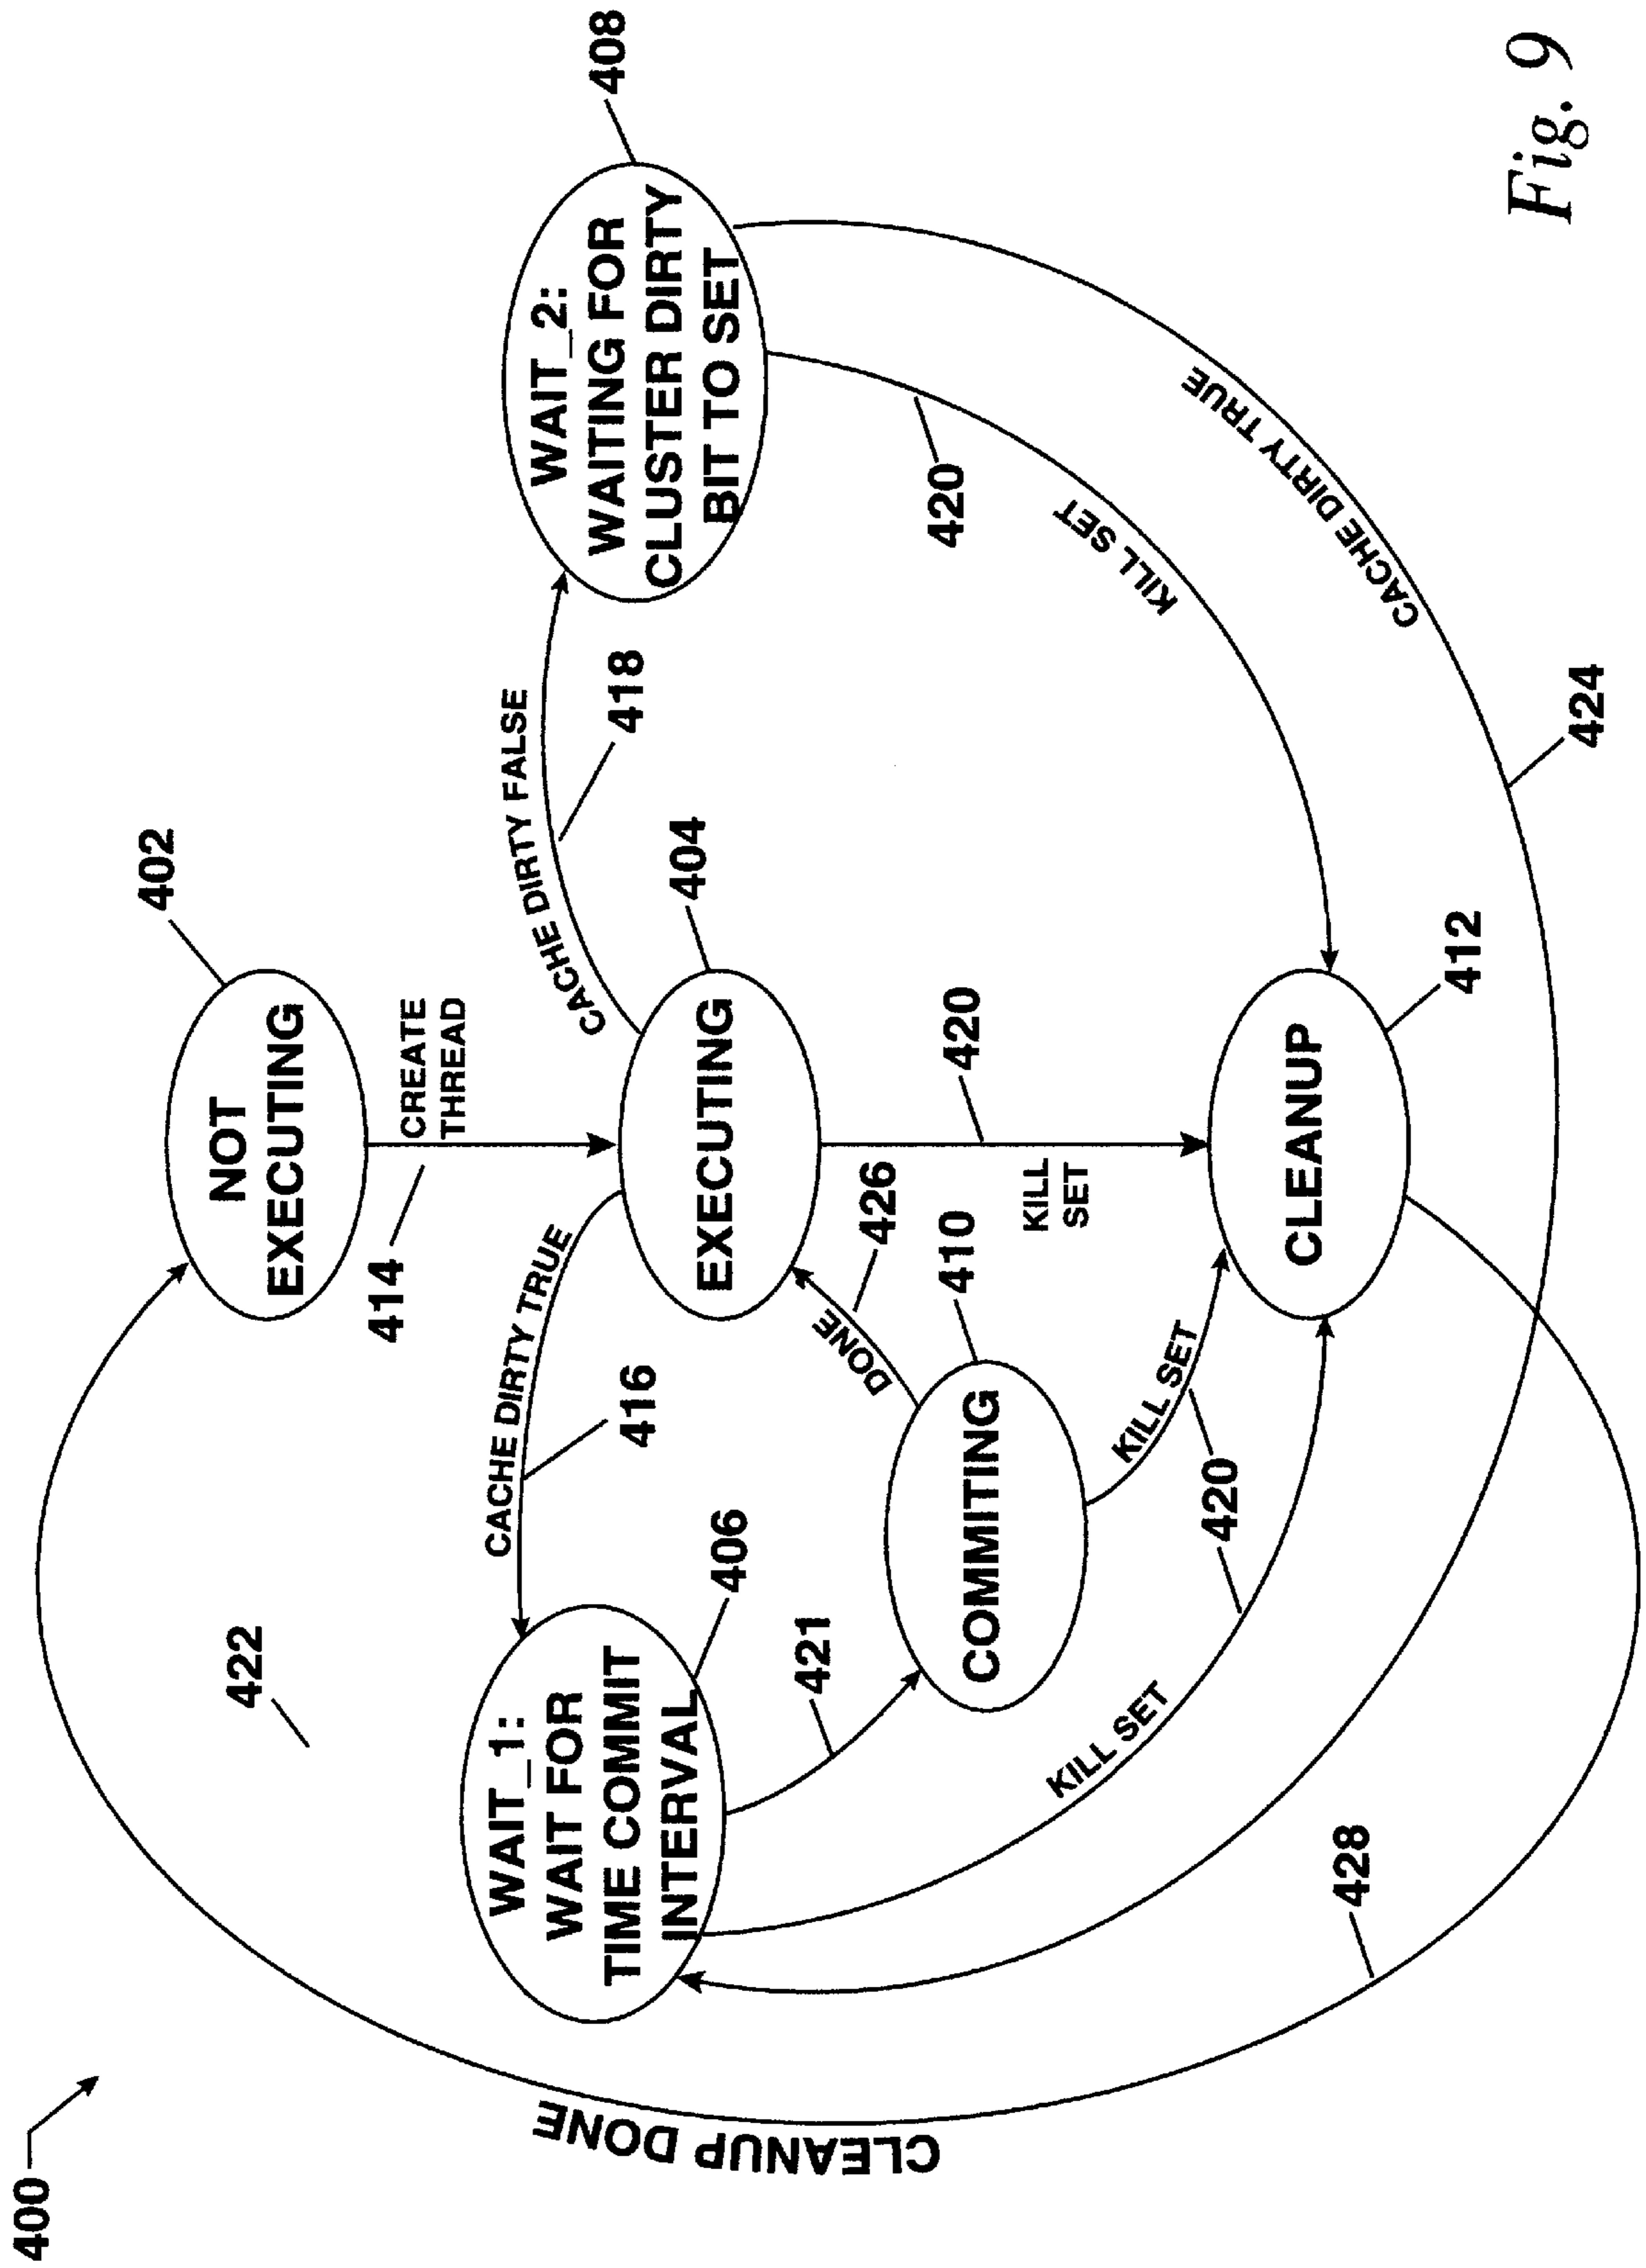 400
422
402
NOT
EXECUTING
414
CREATE
THREAD
CACHE DIRTY TRUE
416
CACHE DIRTY FALSE
418
408
WAIT_2:
WAITING FOR
CLUSTER DIRTY
BIT TO SET
WAIT_1:
WAIT FOR
TIME COMMIT
INTERVAL
406
404
EXECUTING
421
DONE
426
410
COMMITING
420
KILL
SET
420
KILL SET
KILL SET
420
KILL SET
CACHE DIRTY TRUE
CLEANUP
412
424
428
CLEANUP DONE
Fig. 9